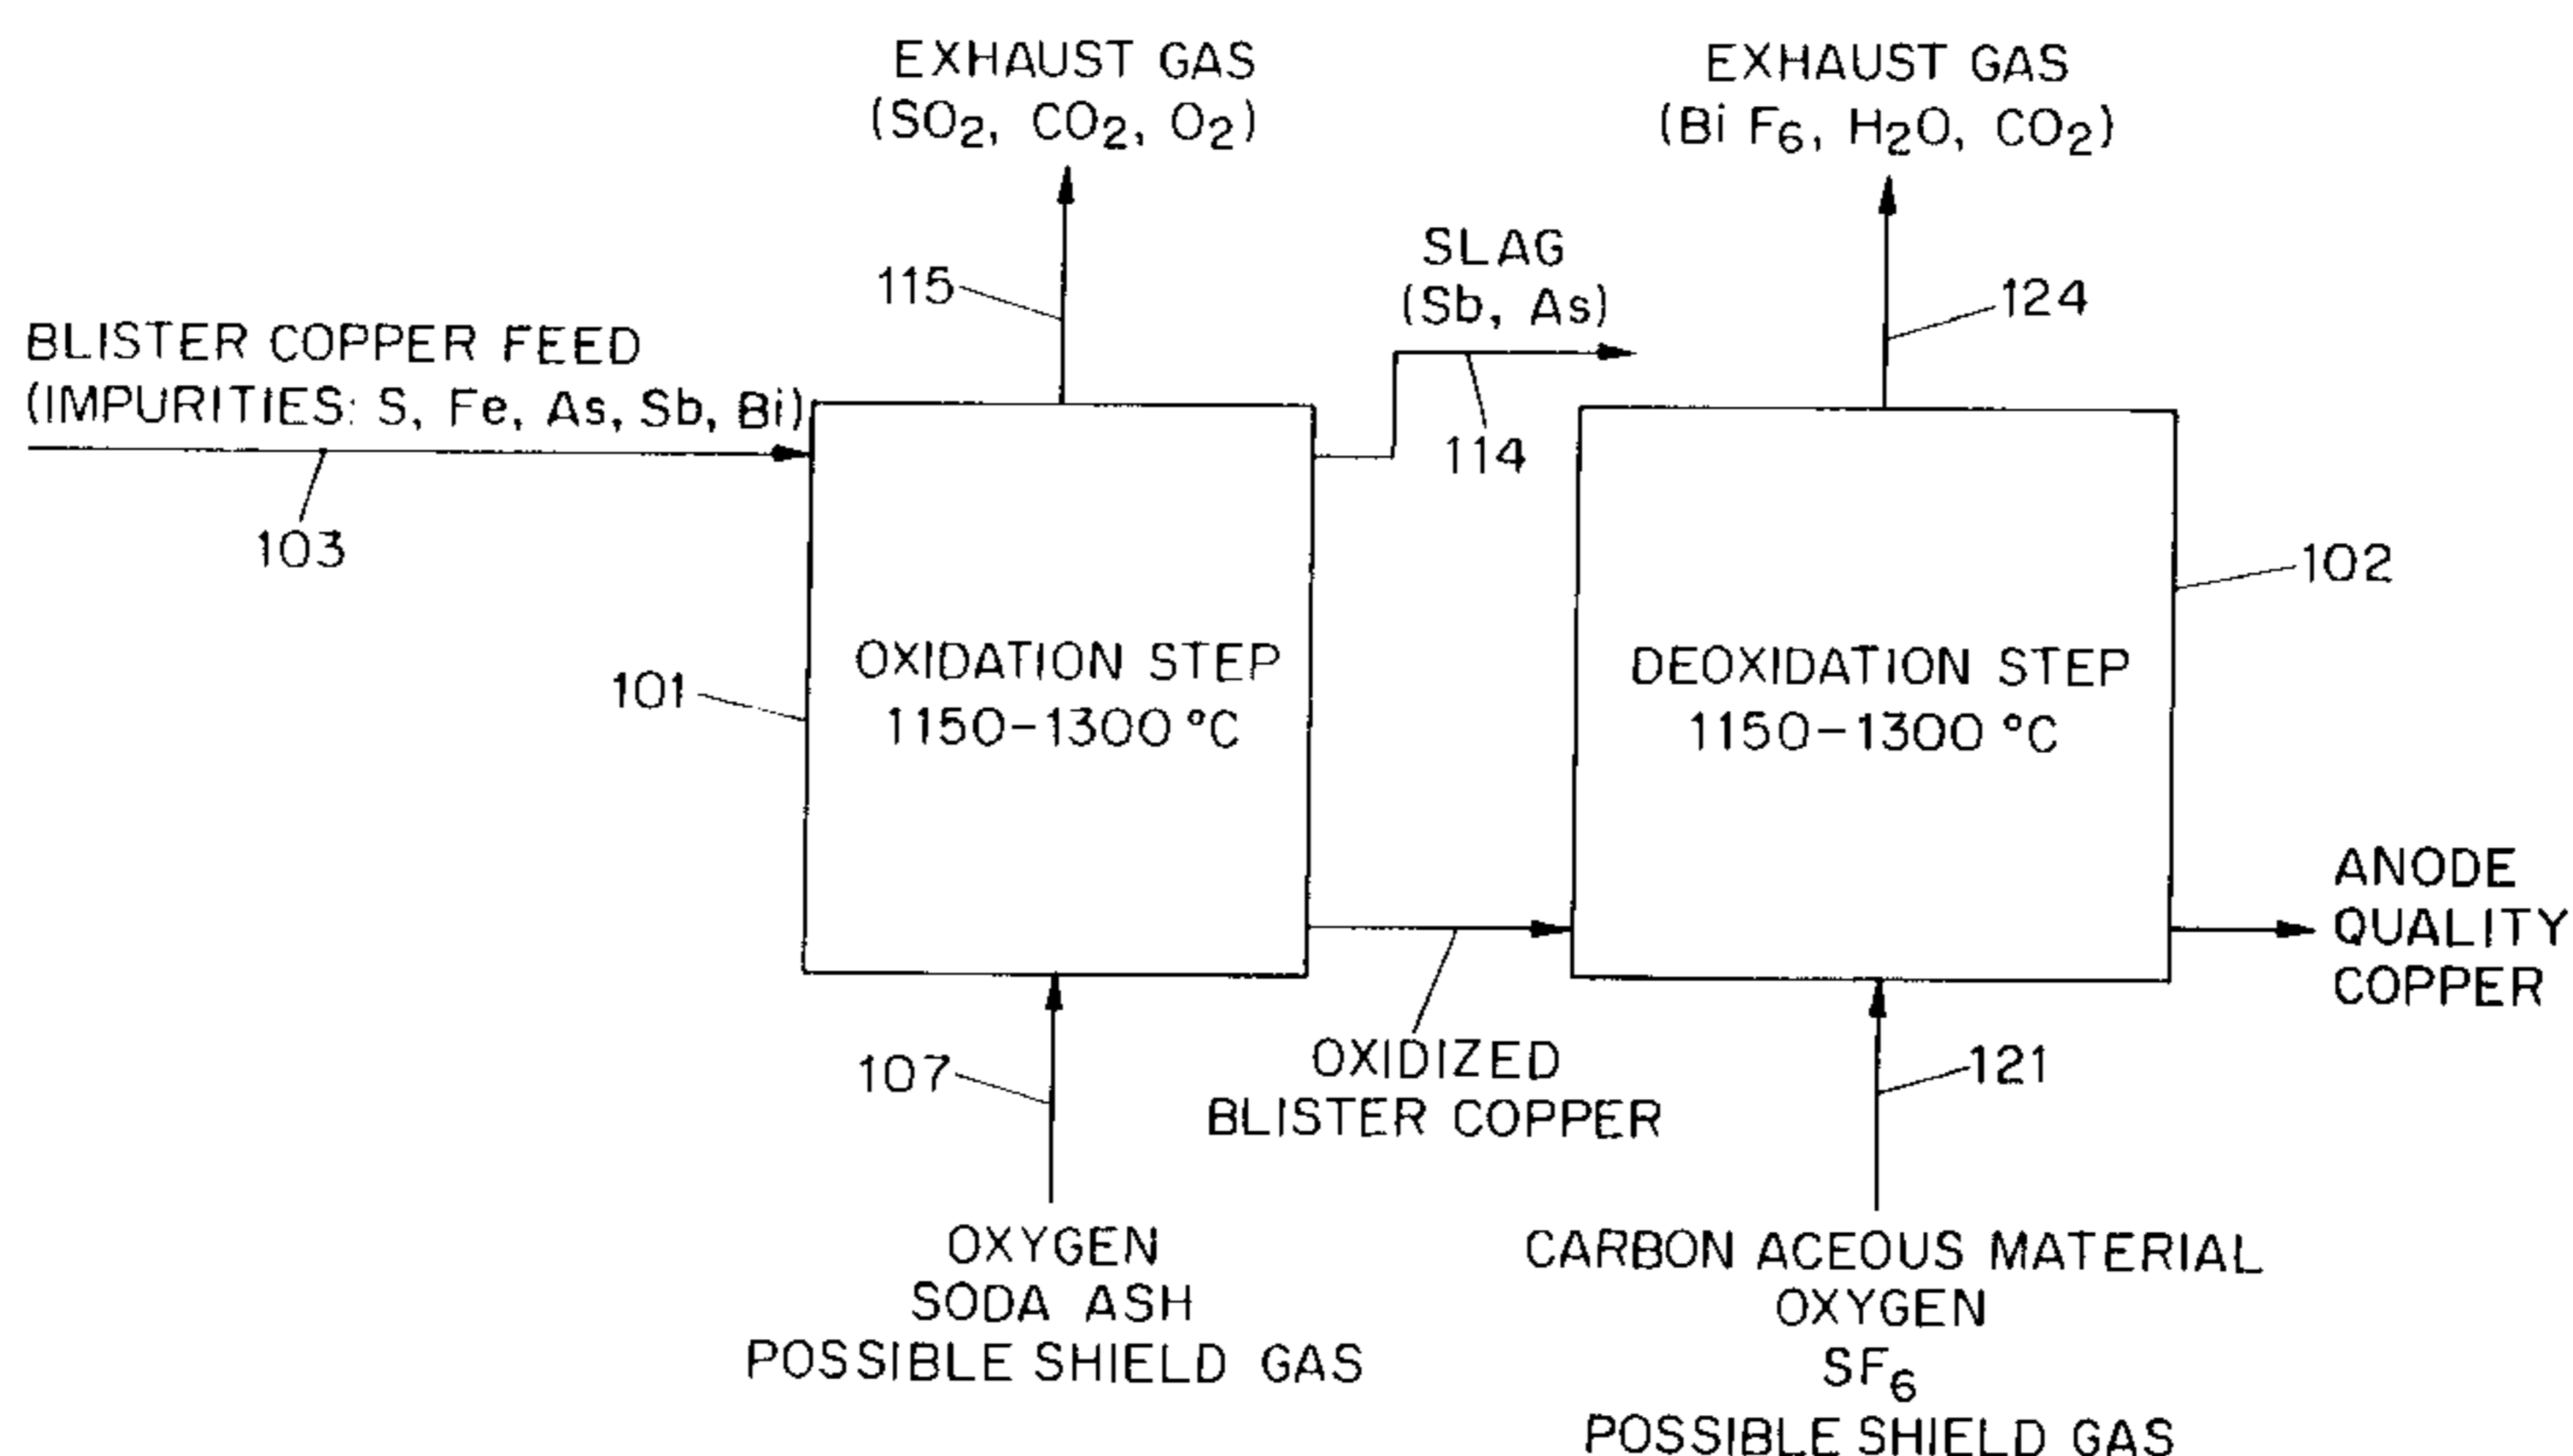 EXHAUST GAS
(SO2, CO2, O2)
EXHAUST GAS
(Bi F6, H2O, CO2)
SLAG
(Sb, As)
115
124
BLISTER COPPER FEED
(IMPURITIES: S, Fe, As, Sb, Bi)
114
103
102
OXIDATION STEP
1150-1300 °C
DEOXIDATION STEP
1150-1300 °C
101
ANODE
QUALITY
COPPER
107
OXIDIZED
BLISTER COPPER
121
OXYGEN
SODA ASH
POSSIBLE SHIELD GAS
CARBON ACEOUS MATERIAL
OXYGEN
SF6
POSSIBLE SHIELD GAS